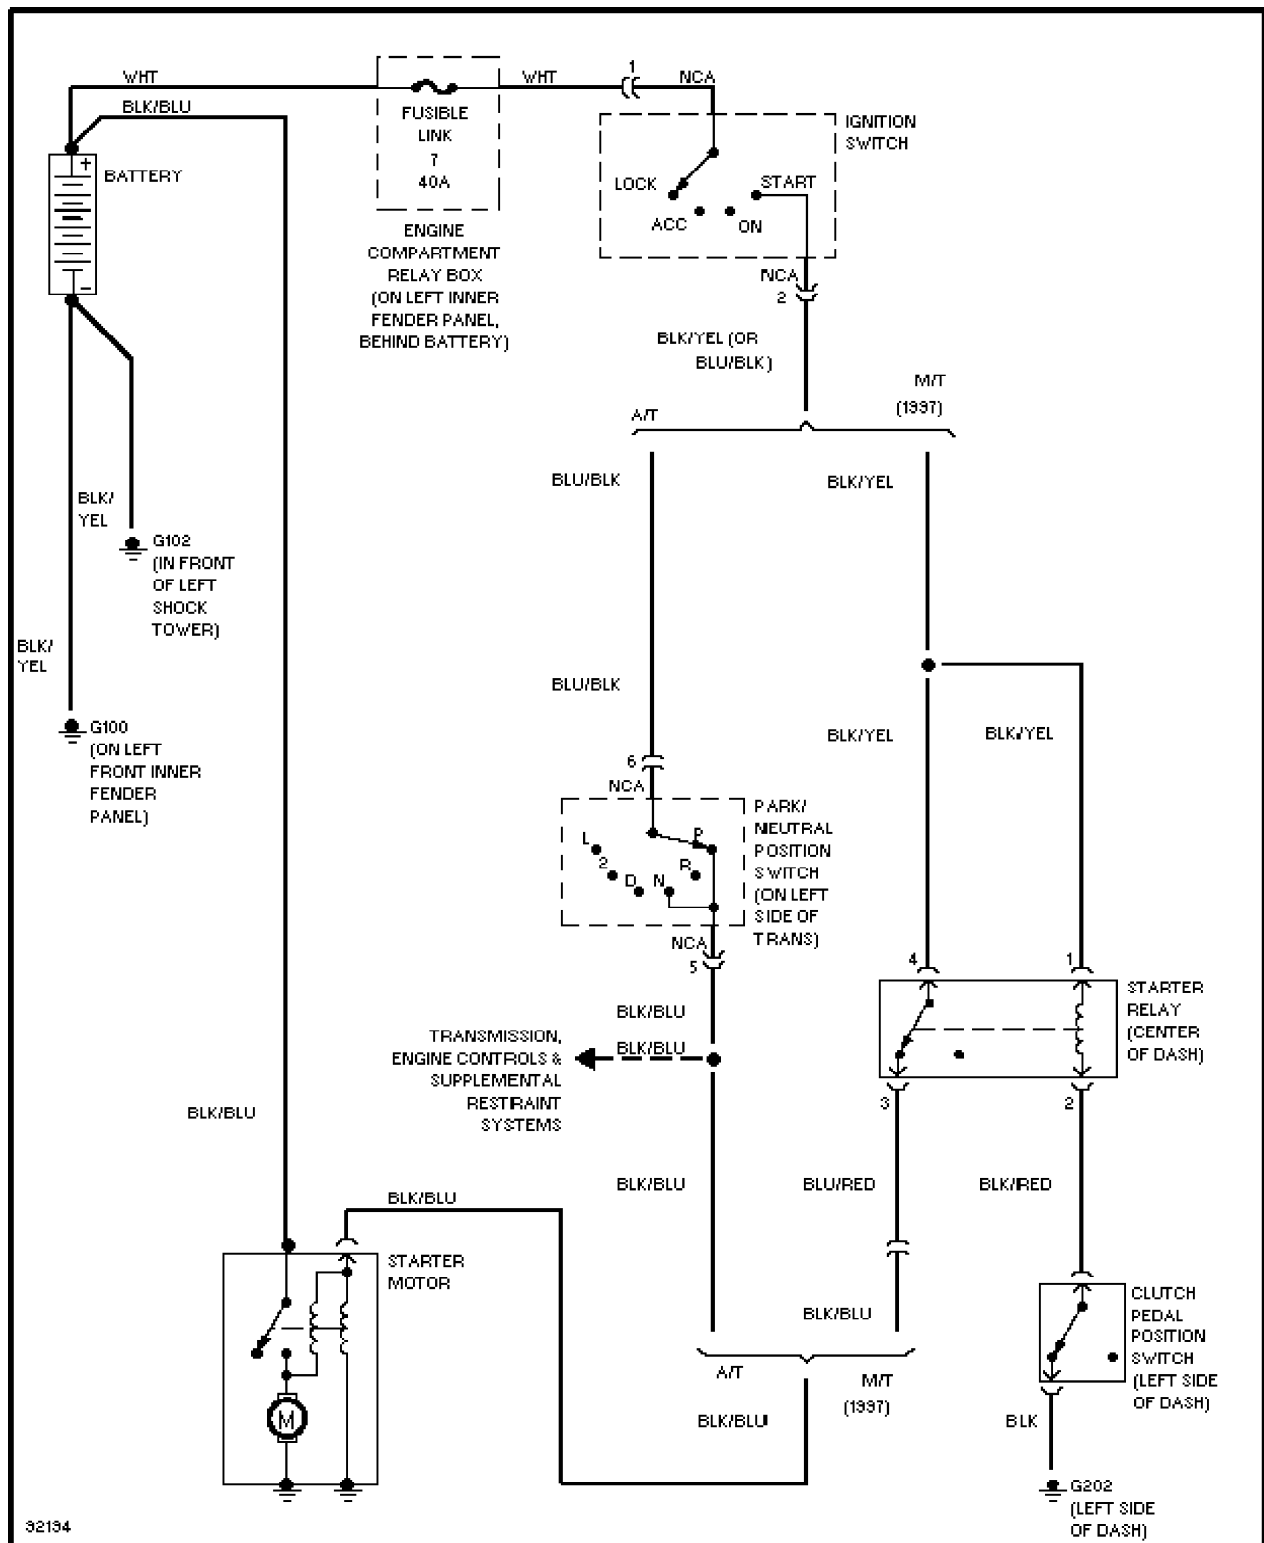 WHT
BLK/BLU
BATTERY
+
−
FUSIBLE
LINK
7
40A
ENGINE
COMPARTMENT
RELAY BOX
(ON LEFT INNER
FENDER PANEL,
BEHIND BATTERY)
WHT
1
NCA
IGNITION
SWITCH
LOCK
START
ACC
ON
NCA
2
BLK/YEL (OR
BLU/BLK)
M/T
(1997)
A/T
BLU/BLK
BLK/YEL
BLK/
YEL
G102
(IN FRONT
OF LEFT
SHOCK
TOWER)
BLK/
YEL
G100
(ON LEFT
FRONT INNER
FENDER
PANEL)
BLU/BLK
BLK/YEL
BLK/YEL
6
NCA
PARK/
NEUTRAL
POSITION
SWITCH
(ON LEFT
SIDE OF
TRANS)
L
2
D
N
R
P
NCA
5
4
1
STARTER
RELAY
(CENTER
OF DASH)
BLK/BLU
BLK/BLU
TRANSMISSION,
ENGINE CONTROLS &
SUPPLEMENTAL
RESTRAINT
SYSTEMS
3
2
BLK/BLU
BLK/BLU
BLU/RED
BLK/RED
BLK/BLU
STARTER
MOTOR
M
BLK/BLU
CLUTCH
PEDAL
POSITION
SWITCH
(LEFT SIDE
OF DASH)
A/T
M/T
(1997)
BLK/BLU
BLK
G202
(LEFT SIDE
OF DASH)
92194